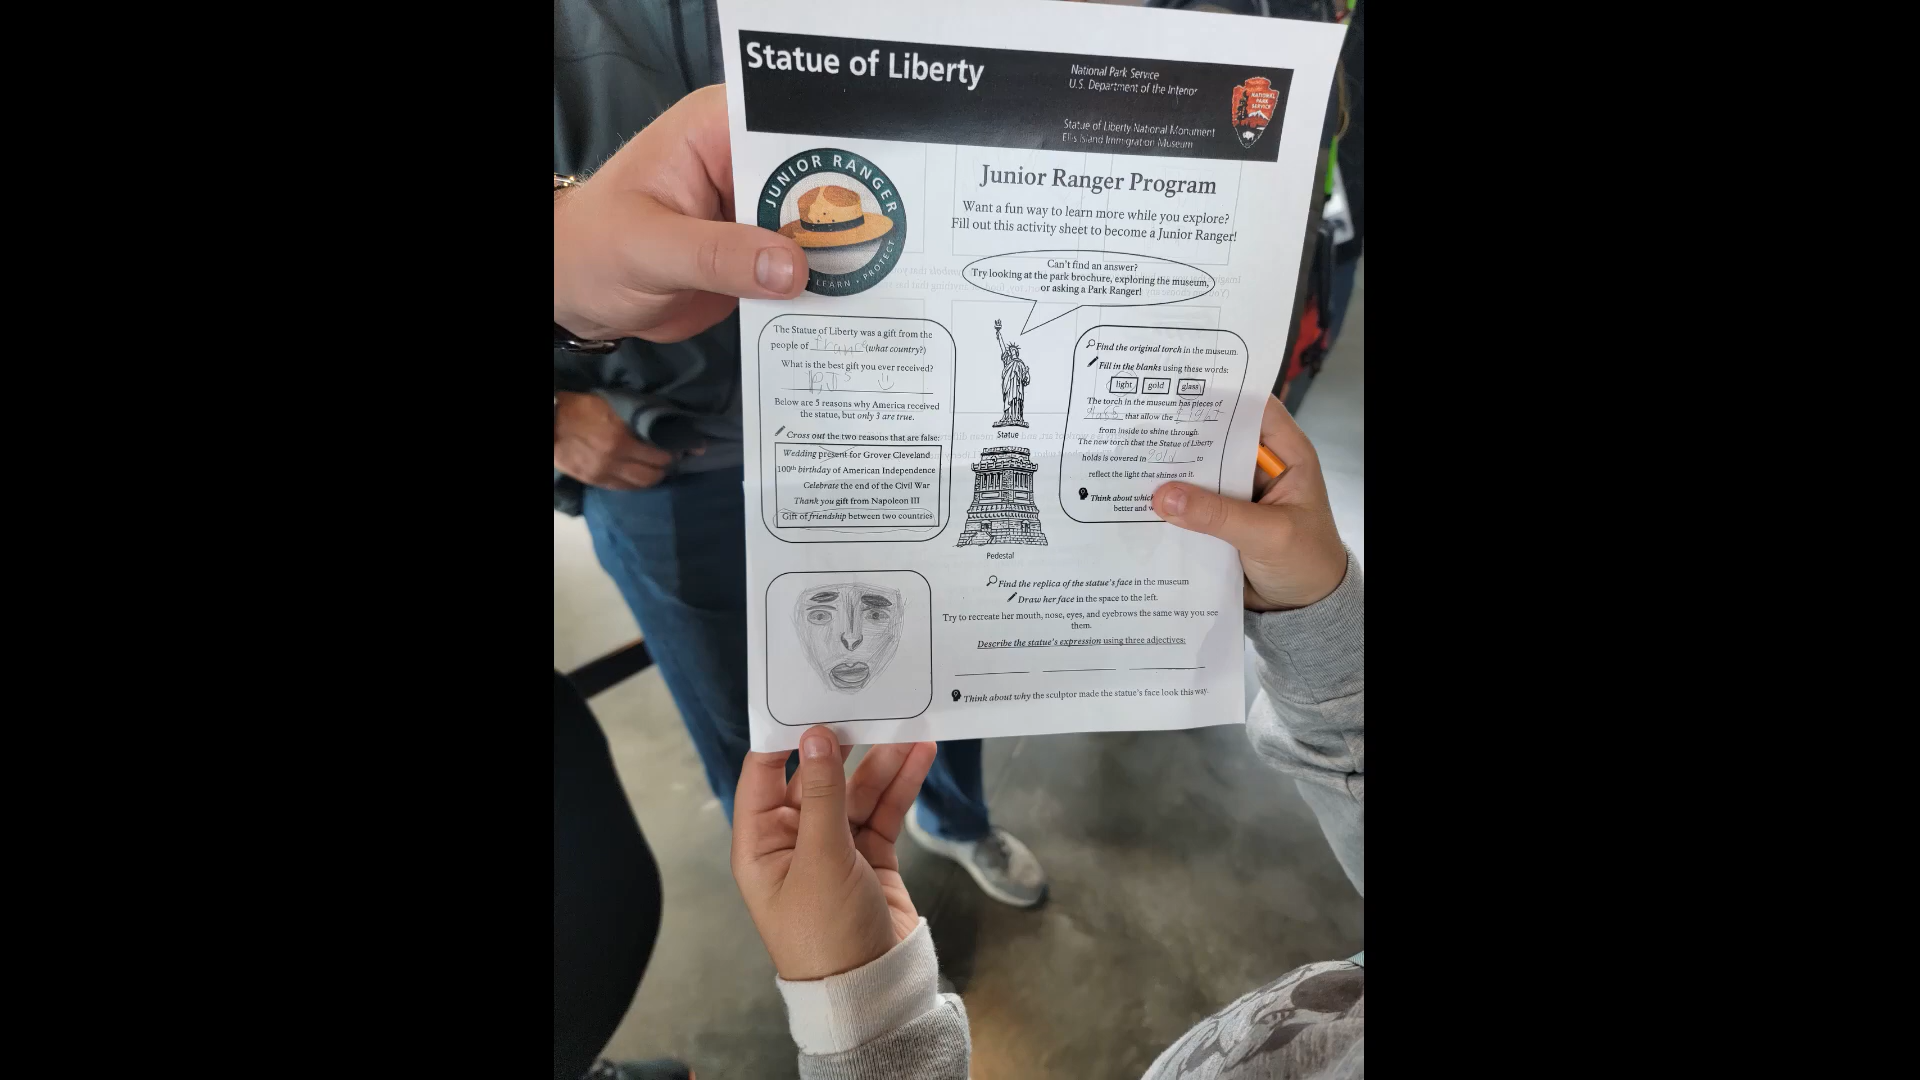 Statue of Liberty
National Park Service
U.S. Department of the Interior
Statue of Liberty National Monument
Ellis Island Immigration Museum
NATIONAL
PARK
SERVICE
JUNIOR RANGER
LEARN • PROTECT
Junior Ranger Program
Want a fun way to learn more while you explore?
Fill out this activity sheet to become a Junior Ranger!
Can't find an answer?
Try looking at the park brochure, exploring the museum,
or asking a Park Ranger!
The Statue of Liberty was a gift from the
people of France (what country?)
What is the best gift you ever received?
Below are 5 reasons why America received
the statue, but only 3 are true.
Cross out the two reasons that are false:
Wedding present for Grover Cleveland
100th birthday of American Independence
Celebrate the end of the Civil War
Thank you gift from Napoleon III
Gift of friendship between two countries
Statue
Pedestal
Find the original torch in the museum.
Fill in the blanks using these words:
light gold glass
The torch in the museum has pieces of
glass that allow the
from inside to shine through.
The new torch that the Statue of Liberty
holds is covered in gold to
reflect the light that shines on it.
Think about which
better and
Find the replica of the statue's face in the museum
Draw her face in the space to the left.
Try to recreate her mouth, nose, eyes, and eyebrows the same way you see
them.
Describe the statue's expression using three adjectives:
Think about why the sculptor made the statue's face look this way.